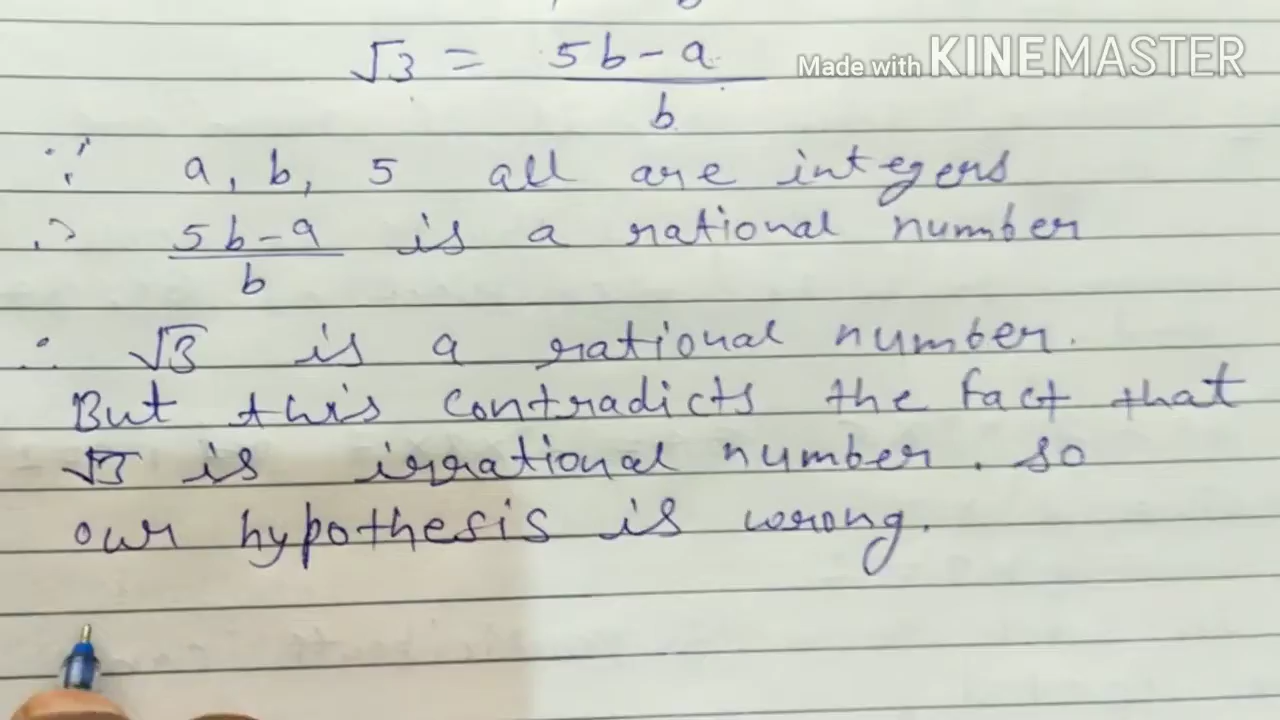 √3 = 5b-a/b
Made with KINEMASTER
∵ a, b, 5 all are integers
∴ 5b-a/b is a rational number
∴ √3 is a rational number.
But this contradicts the fact that
√3 is irrational number. so
our hypothesis is wrong.